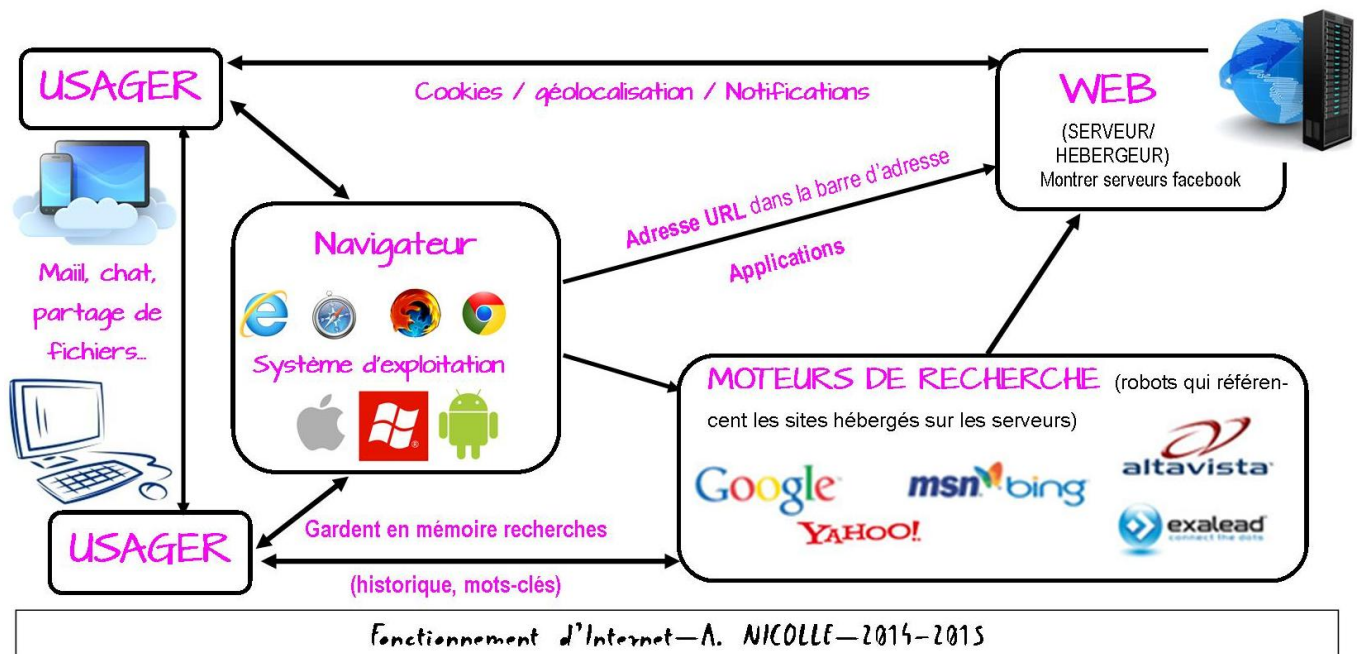 USAGER
Cookies / géolocalisation / Notifications
WEB
(SERVEUR/
HEBERGEUR)
Montrer serveurs facebook
Adresse URL dans la barre d'adresse
Applications
Navigateur
Système d'exploitation
Maiil, chat,
partage de
fichiers...
MOTEURS DE RECHERCHE (robots qui référen-
cent les sites hébergés sur les serveurs)
Google
msn bing
altavista
YAHOO!
exalead
connect the dots
USAGER
Gardent en mémoire recherches
(historique, mots-clés)
Fonctionnement d'Internet—A. NICOLLE—2014-2015